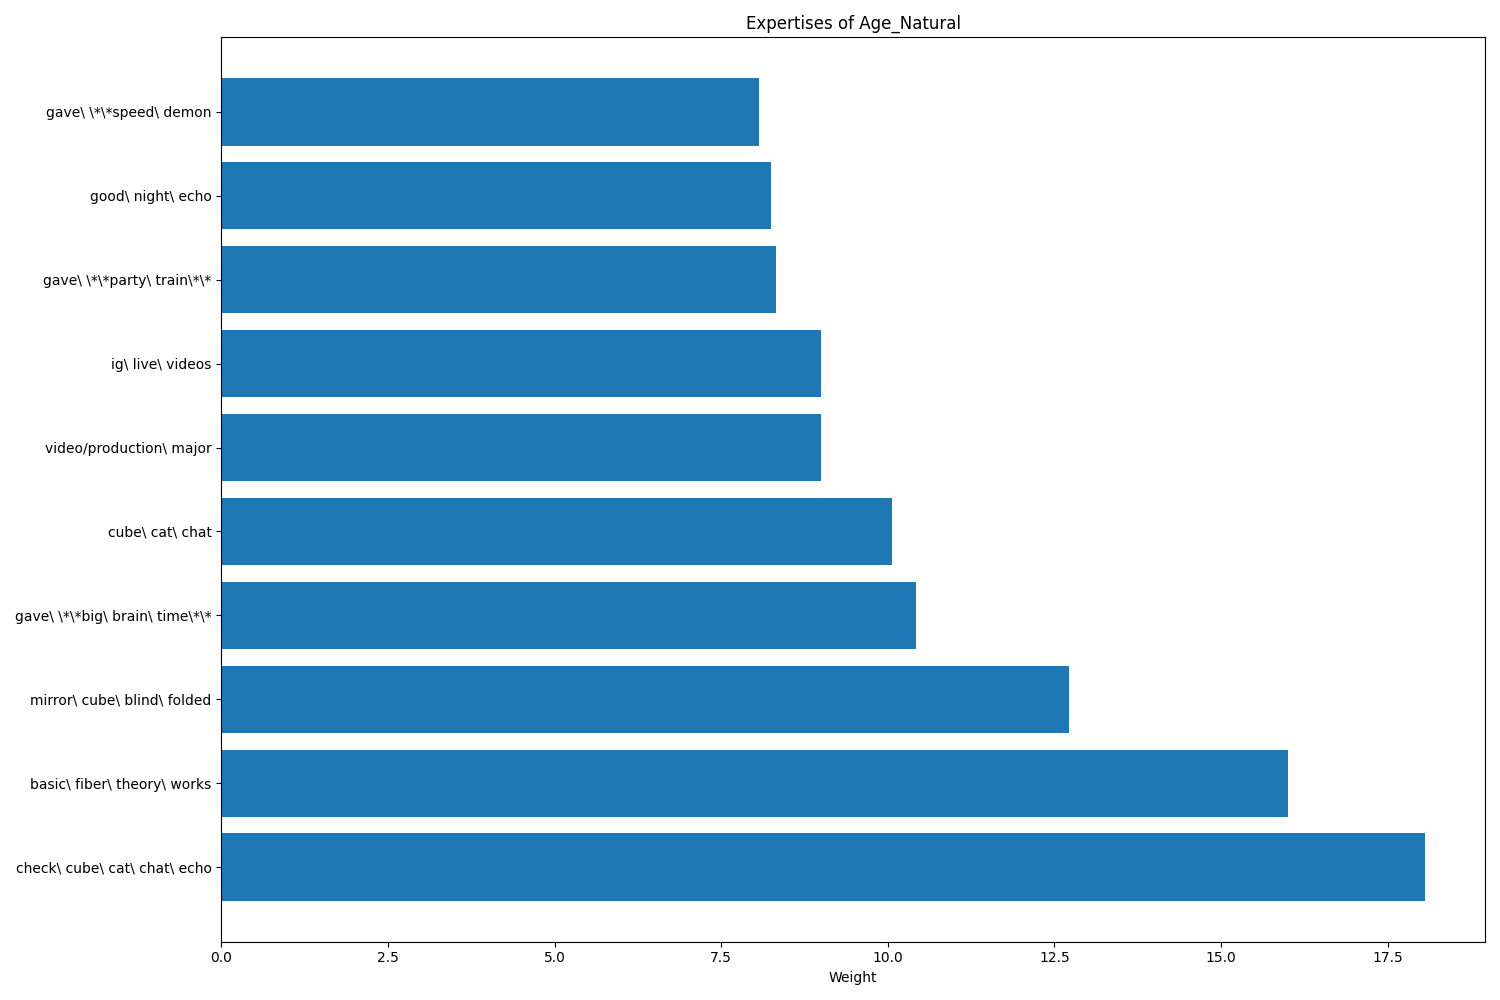 Expertises of Age_Natural
gave\ \*\*speed\ demon
good\ night\ echo
gave\ \*\*party\ train\*\*
ig\ live\ videos
video/production\ major
cube\ cat\ chat
gave\ \*\*big\ brain\ time\*\*
mirror\ cube\ blind\ folded
basic\ fiber\ theory\ works
check\ cube\ cat\ chat\ echo
0.0 2.5 5.0 7.5 10.0 12.5 15.0 17.5
Weight